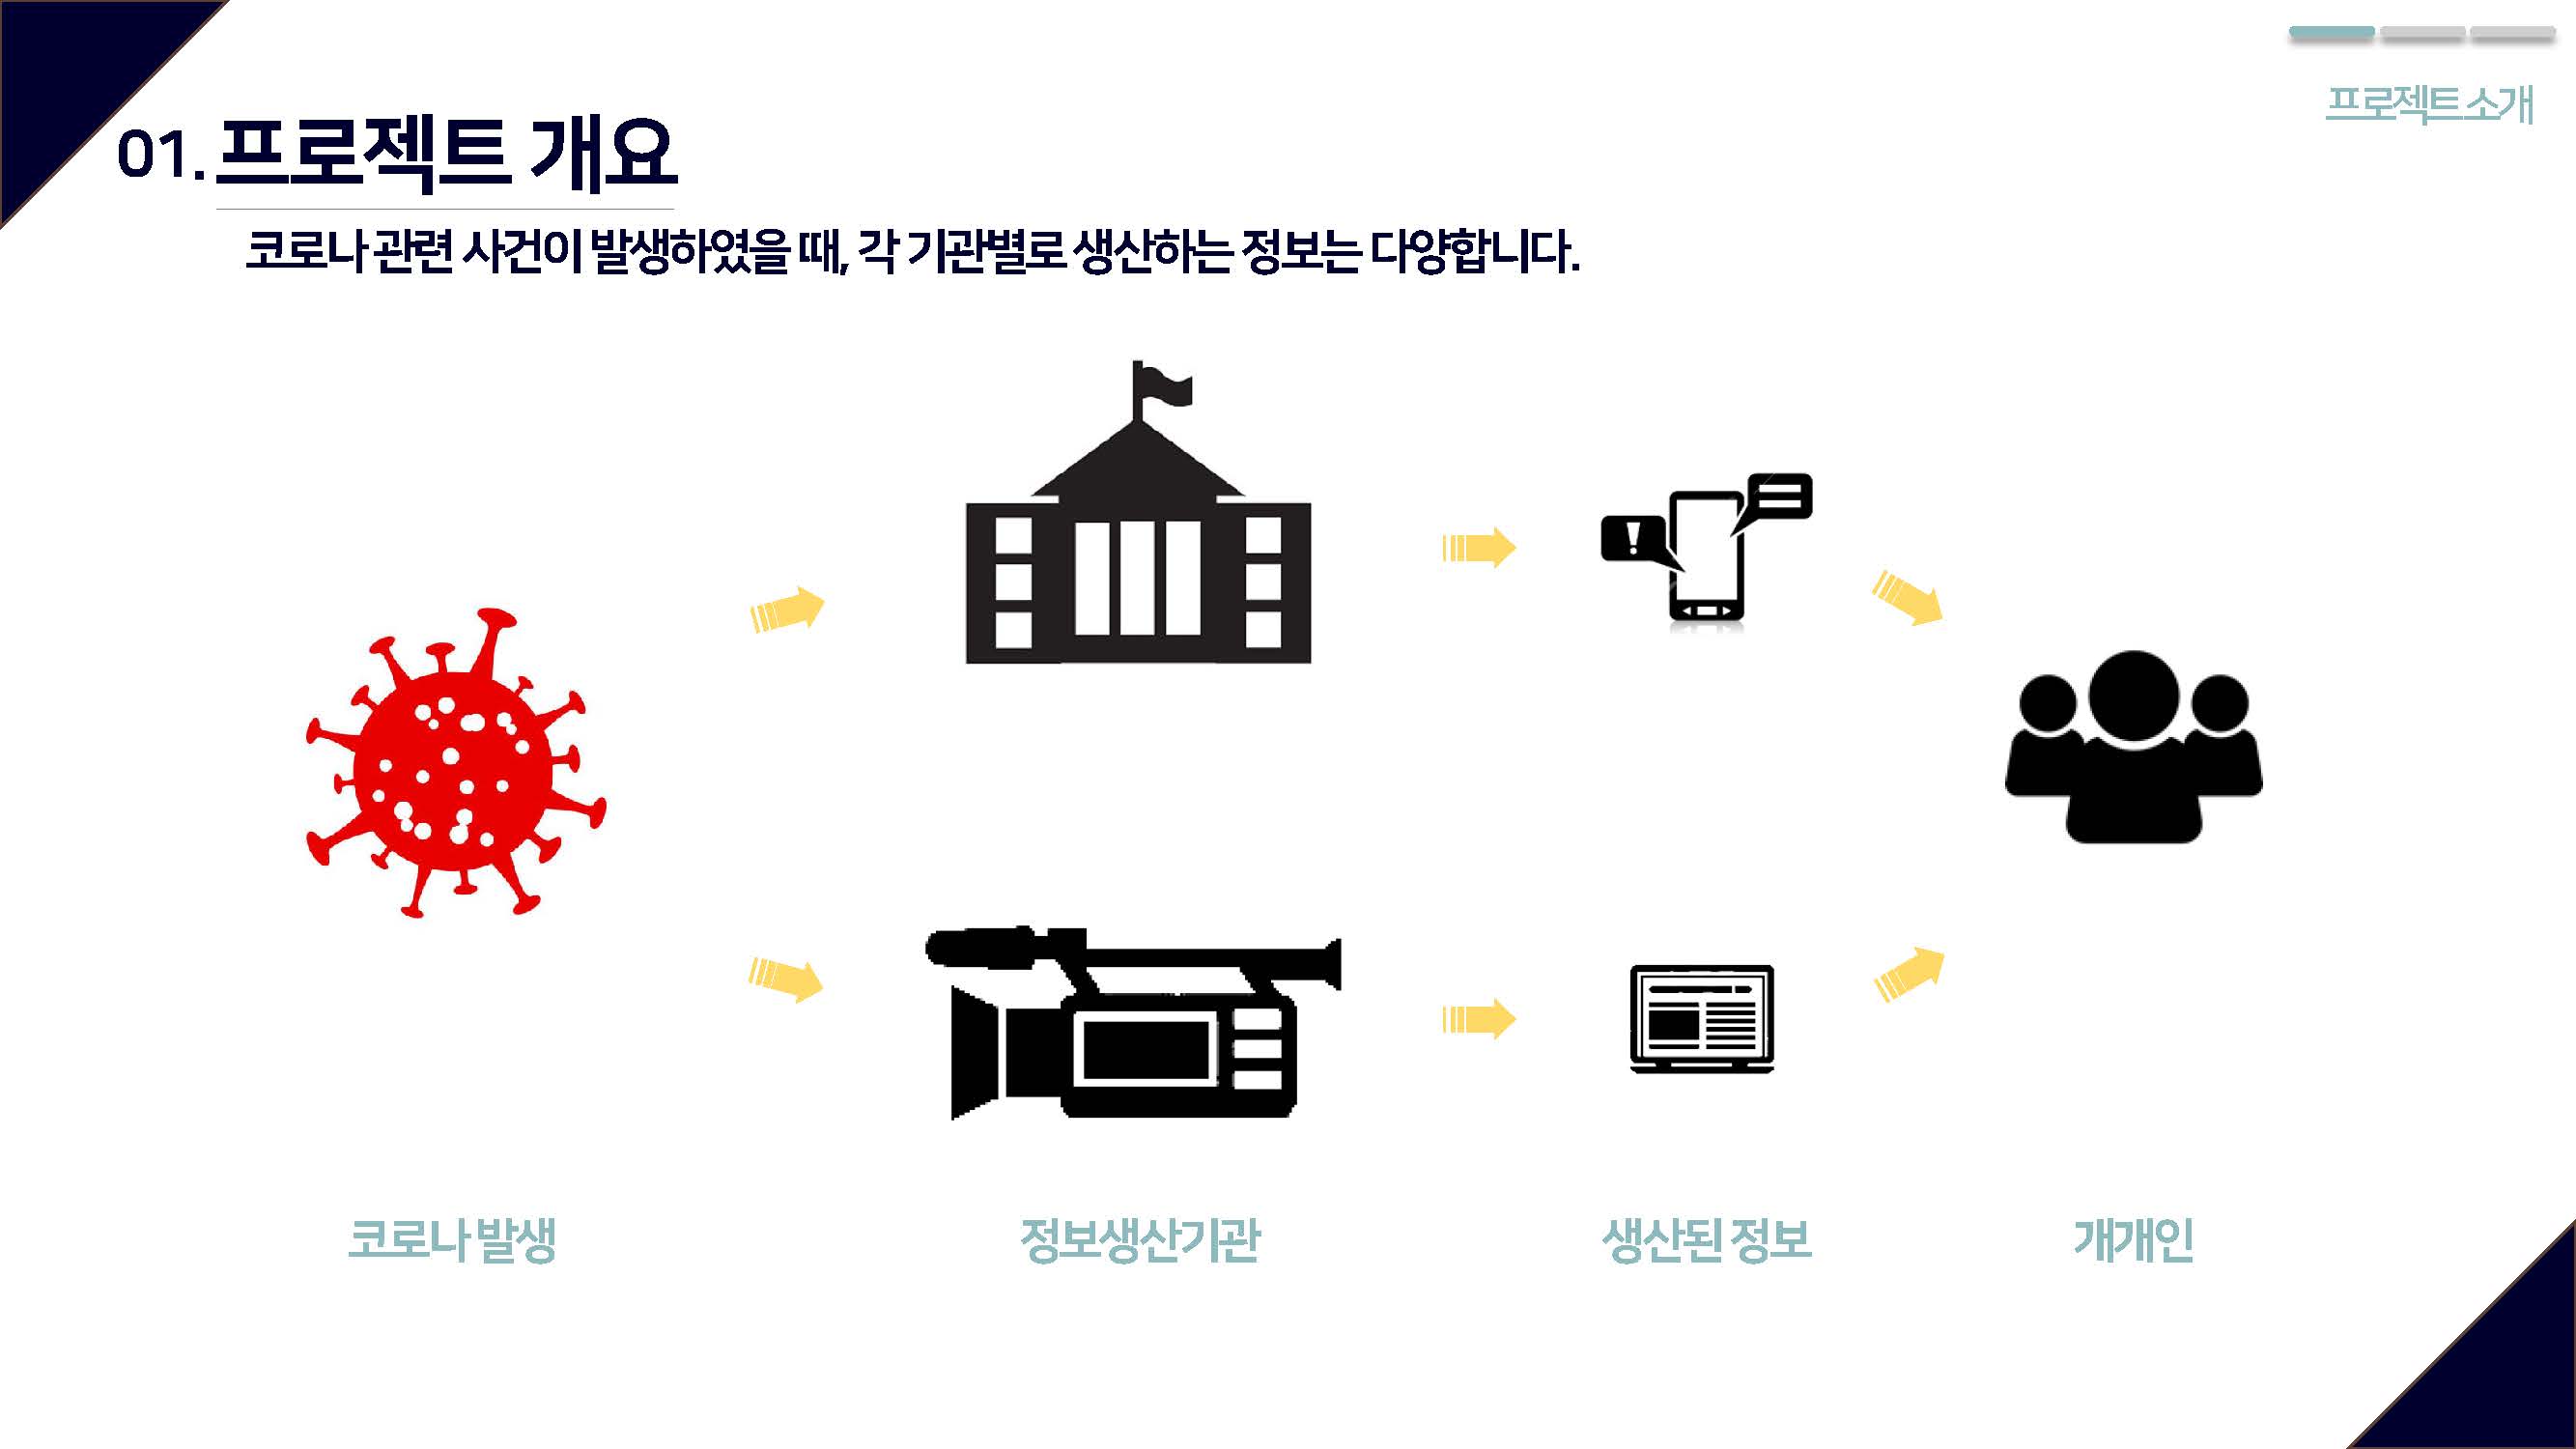 프로젝트 소개
01. 프로젝트 개요
코로나 관련 사건이 발생하였을 때, 각 기관별로 생산하는 정보는 다양합니다.
!
코로나 발생
정보생산기관
생산된 정보
개개인